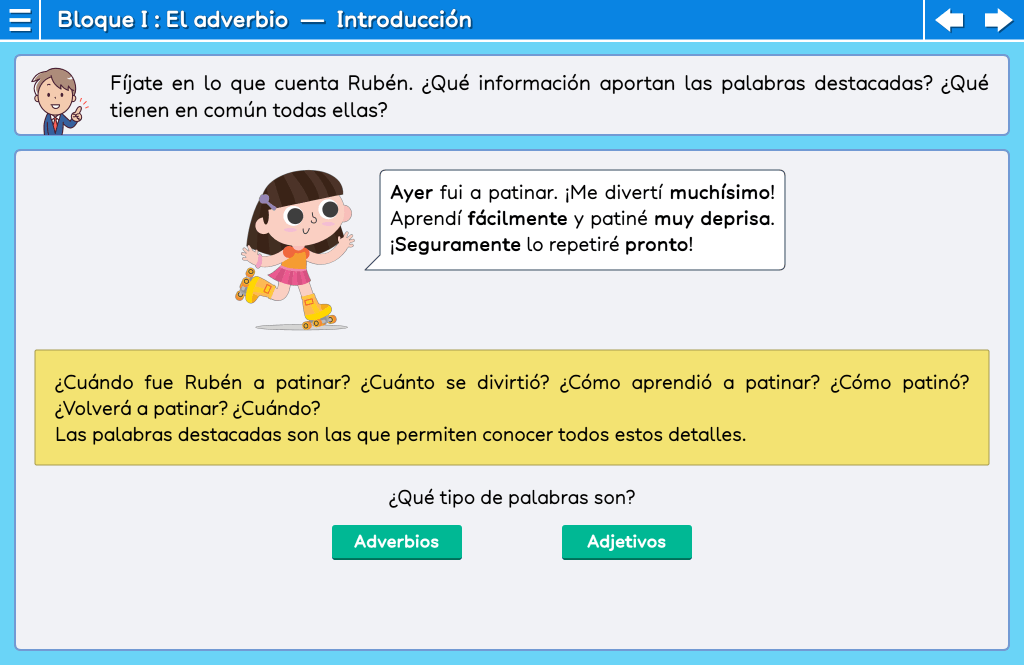 Bloque I : El adverbio — Introducción
Fíjate en lo que cuenta Rubén. ¿Qué información aportan las palabras destacadas? ¿Qué
tienen en común todas ellas?
Ayer fui a patinar. ¡Me divertí muchísimo!
Aprendí fácilmente y patiné muy deprisa.
¡Seguramente lo repetiré pronto!
¿Cuándo fue Rubén a patinar? ¿Cuánto se divirtió? ¿Cómo aprendió a patinar? ¿Cómo patinó?
¿Volverá a patinar? ¿Cuándo?
Las palabras destacadas son las que permiten conocer todos estos detalles.
¿Qué tipo de palabras son?
Adverbios
Adjetivos